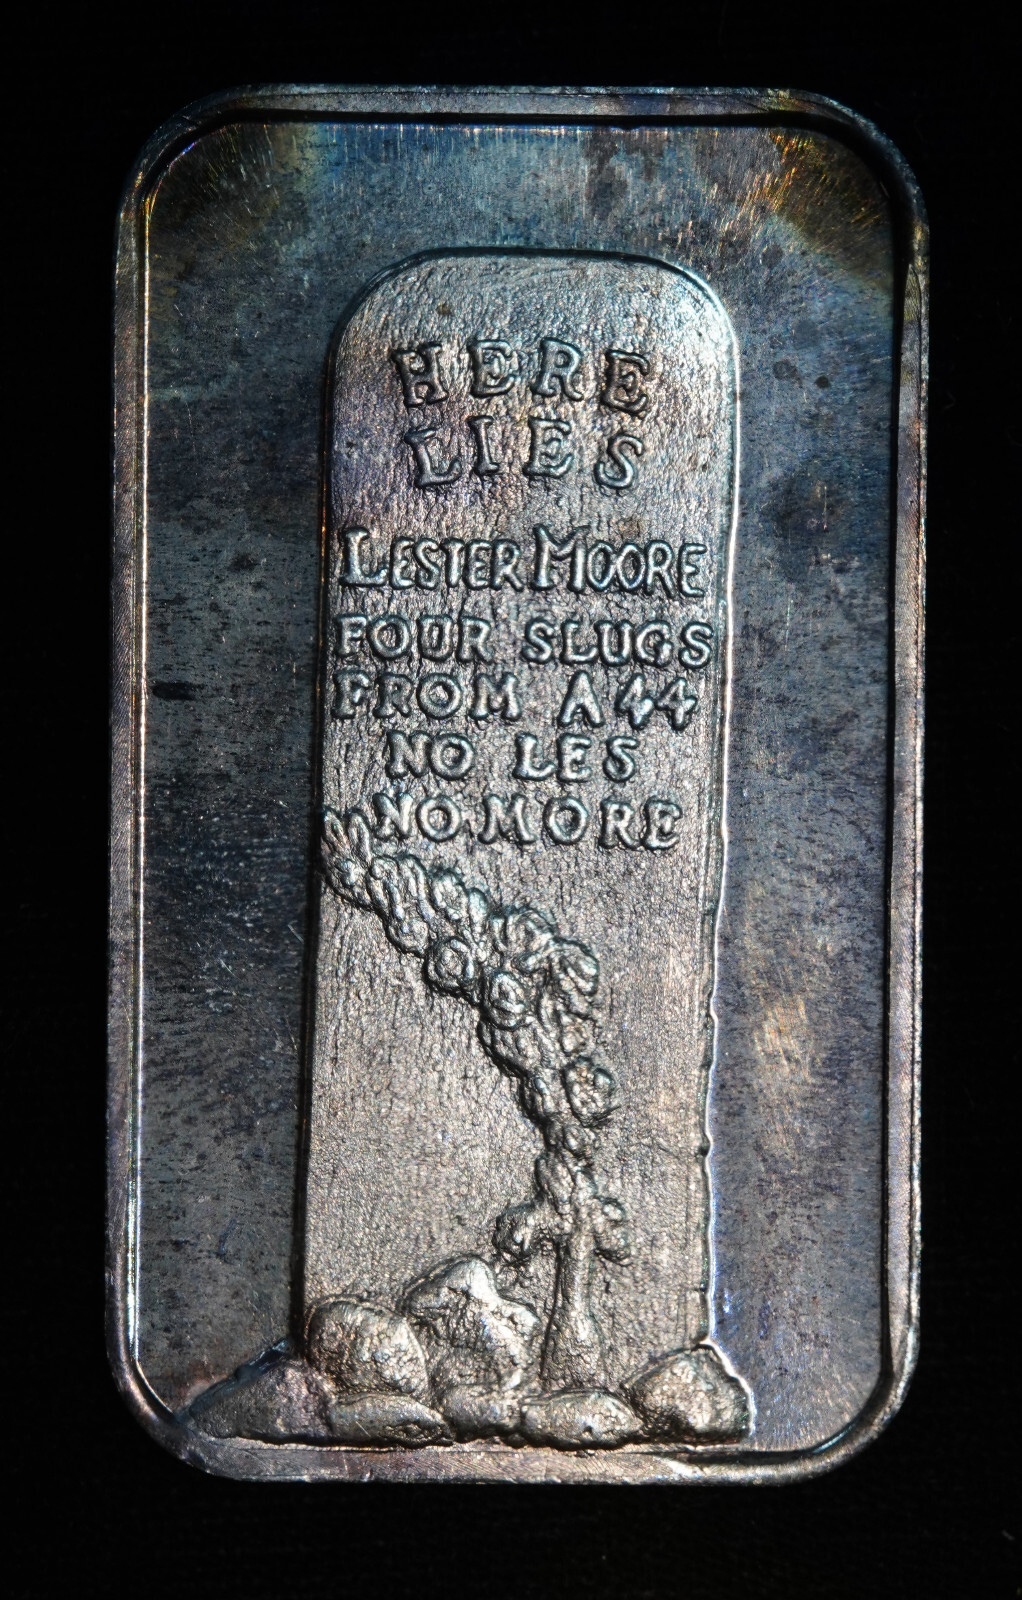 HERE
LIES
LESTER MOORE
FOUR SLUGS
FROM A 44
NO LES
NO MORE